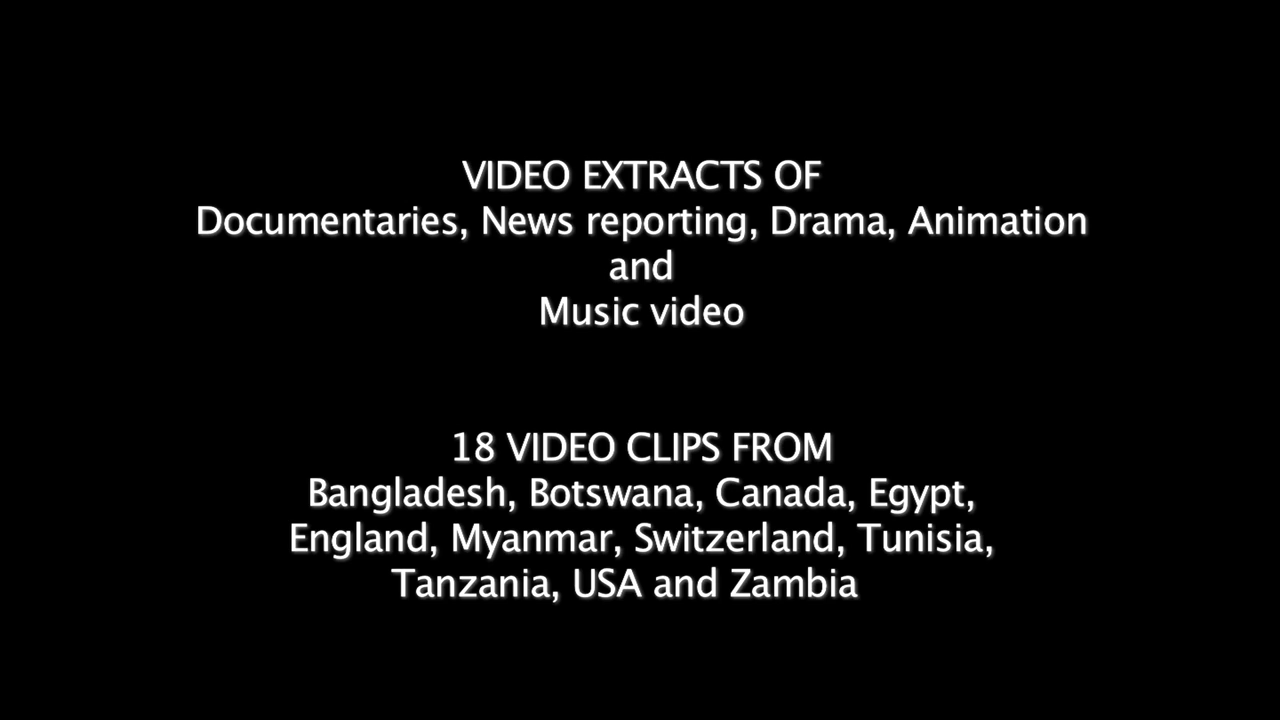 VIDEO EXTRACTS OF
Documentaries, News reporting, Drama, Animation
and
Music video
18 VIDEO CLIPS FROM
Bangladesh, Botswana, Canada, Egypt,
England, Myanmar, Switzerland, Tunisia,
Tanzania, USA and Zambia